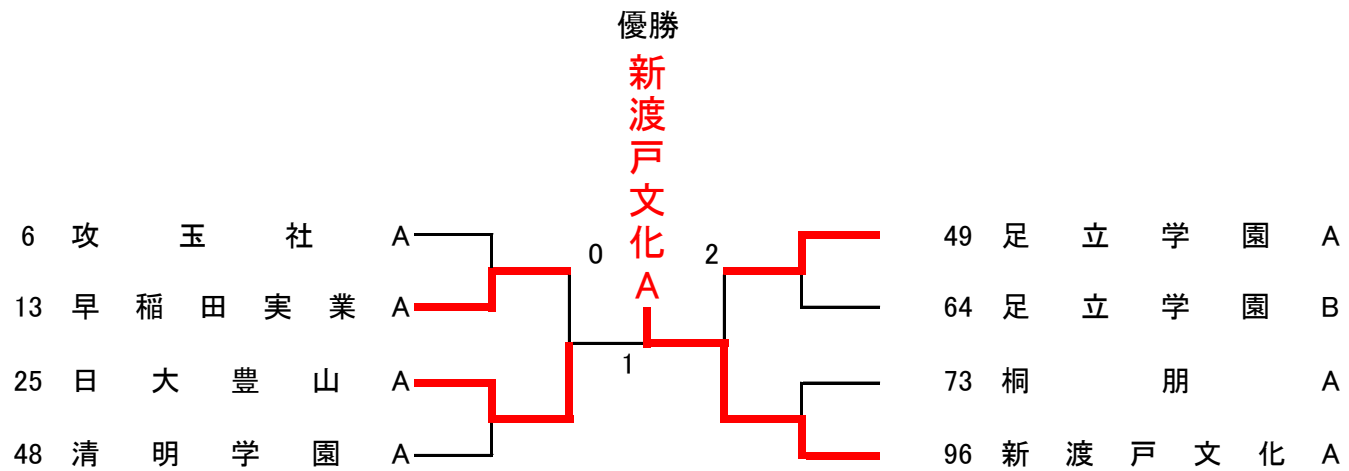 優勝
新渡戸文化A
6 攻玉社 A
13 早稲田実業 A
25 日大豊山 A
48 清明学園 A
0
2
1
49 足立学園 A
64 足立学園 B
73 桐朋 A
96 新渡戸文化 A